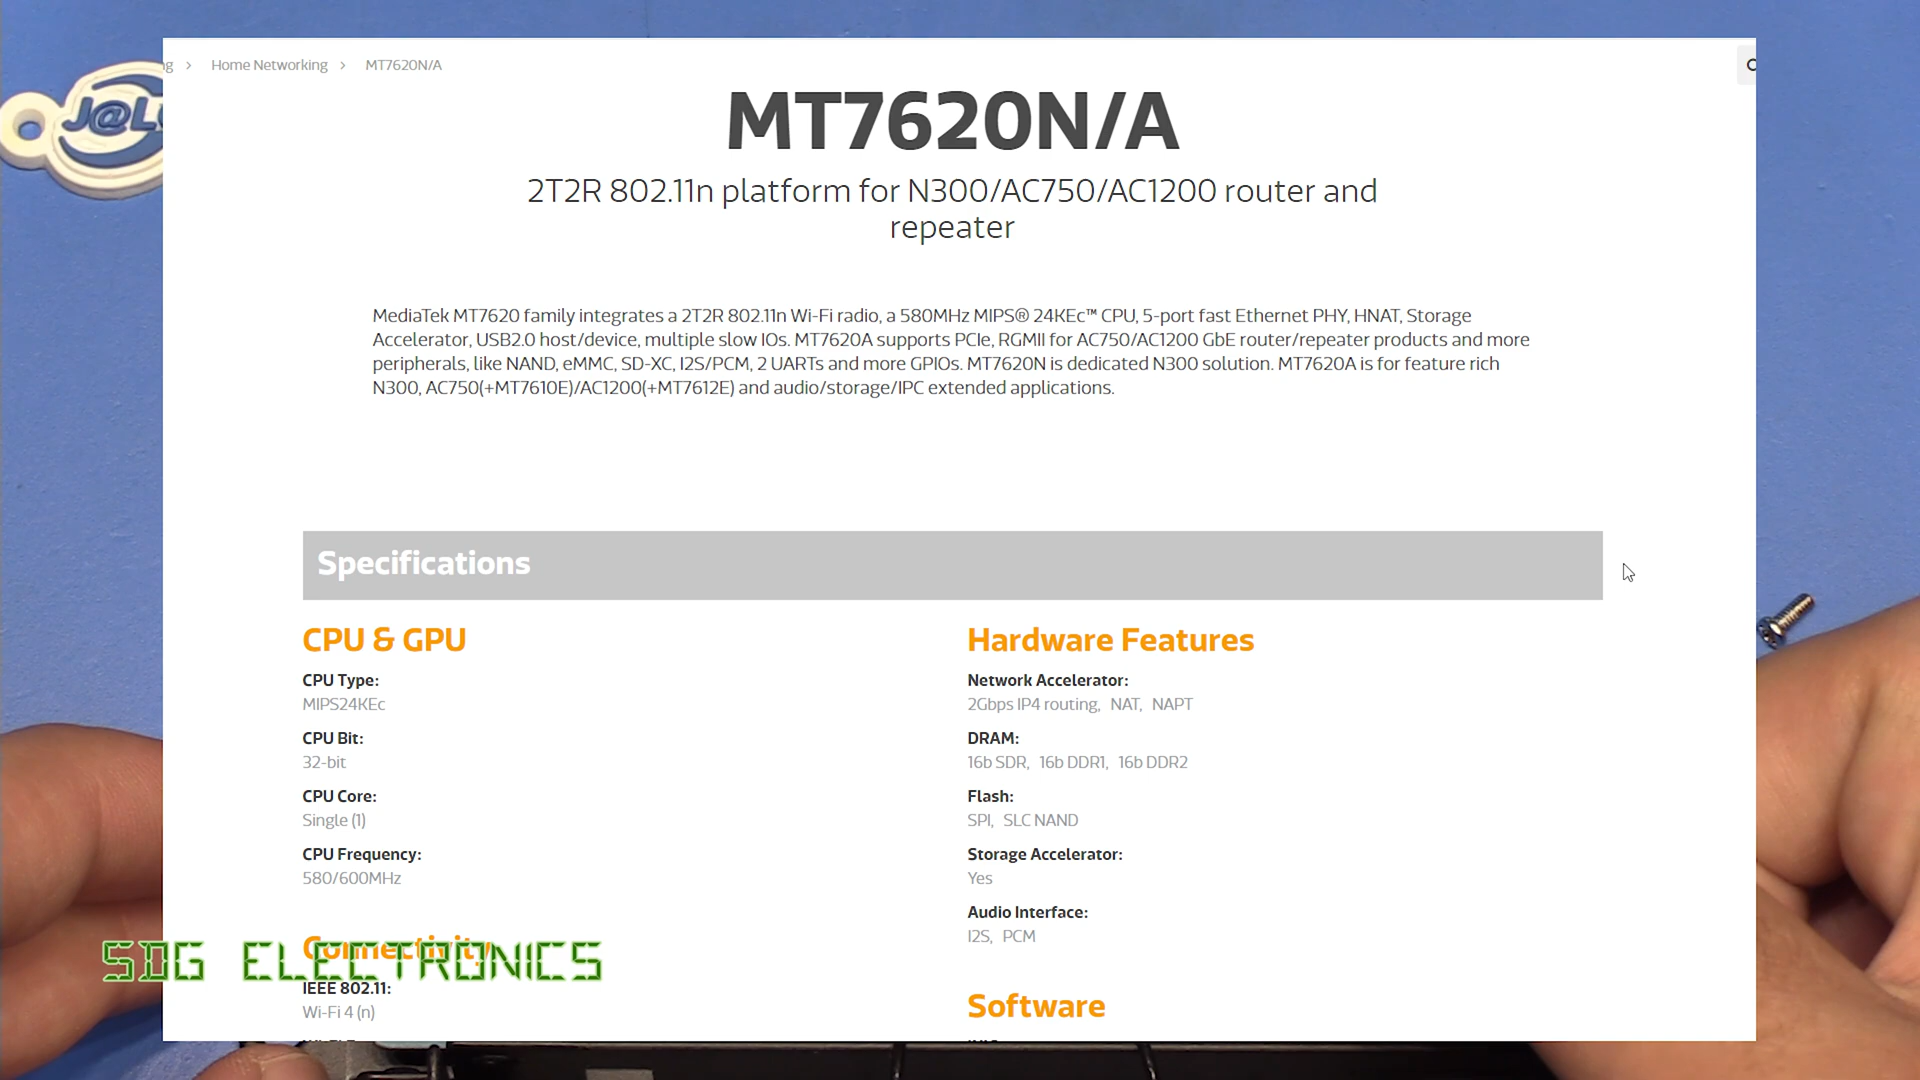 Home Networking > MT7620N/A
MT7620N/A
2T2R 802.11n platform for N300/AC750/AC1200 router and
repeater
MediaTek MT7620 family integrates a 2T2R 802.11n Wi-Fi radio, a 580MHz MIPS® 24KEc™ CPU, 5-port fast Ethernet PHY, HNAT, Storage
Accelerator, USB2.0 host/device, multiple slow IOs. MT7620A supports PCIe, RGMII for AC750/AC1200 GbE router/repeater products and more
peripherals, like NAND, eMMC, SD-XC, I2S/PCM, 2 UARTs and more GPIOs. MT7620N is dedicated N300 solution. MT7620A is for feature rich
N300, AC750(+MT7610E)/AC1200(+MT7612E) and audio/storage/IPC extended applications.
Specifications
CPU & GPU
CPU Type:
MIPS24KEc
CPU Bit:
32-bit
CPU Core:
Single (1)
CPU Frequency:
580/600MHz
Connectivity
SDG ELECTRONICS
IEEE 802.11:
Wi-Fi 4 (n)
Hardware Features
Network Accelerator:
2Gbps IP4 routing, NAT, NAPT
DRAM:
16b SDR, 16b DDR1, 16b DDR2
Flash:
SPI, SLC NAND
Storage Accelerator:
Yes
Audio Interface:
I2S, PCM
Software